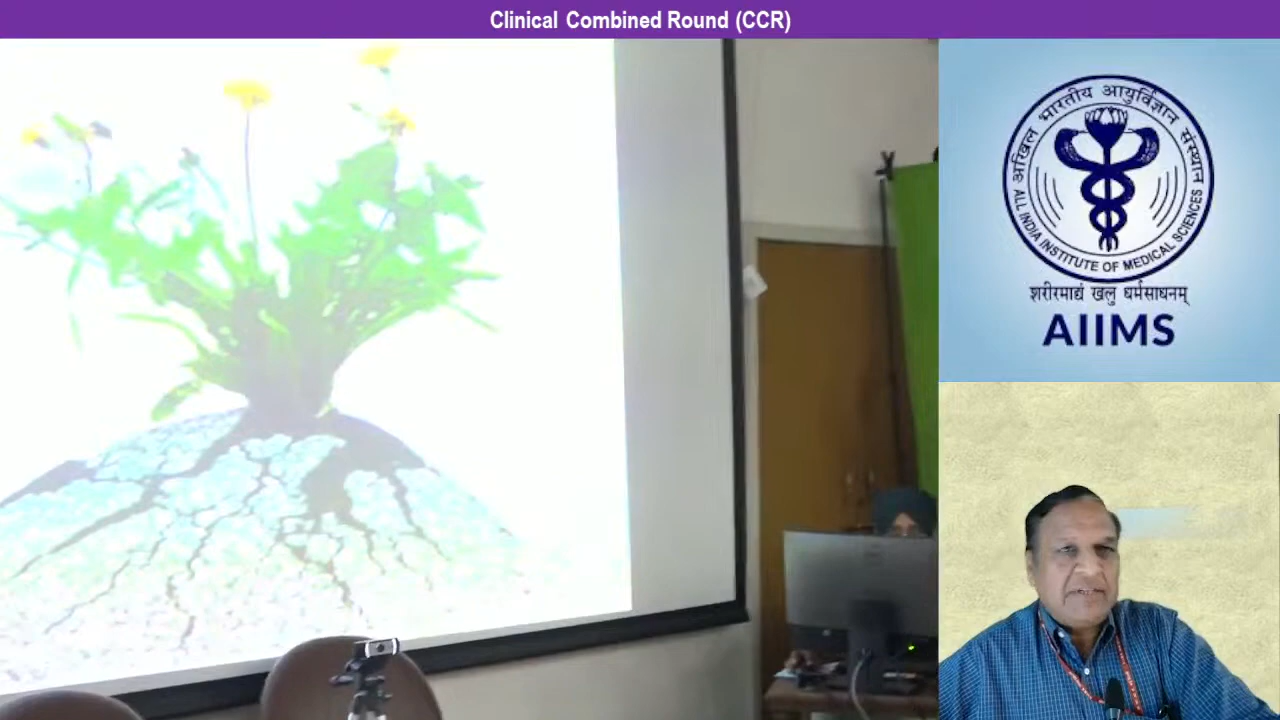 Clinical Combined Round (CCR)
अखिल भारतीय आयुर्विज्ञान संस्थान
ALL INDIA INSTITUTE OF MEDICAL SCIENCES
शरीरमाद्यं खलु धर्मसाधनम्
AIIMS